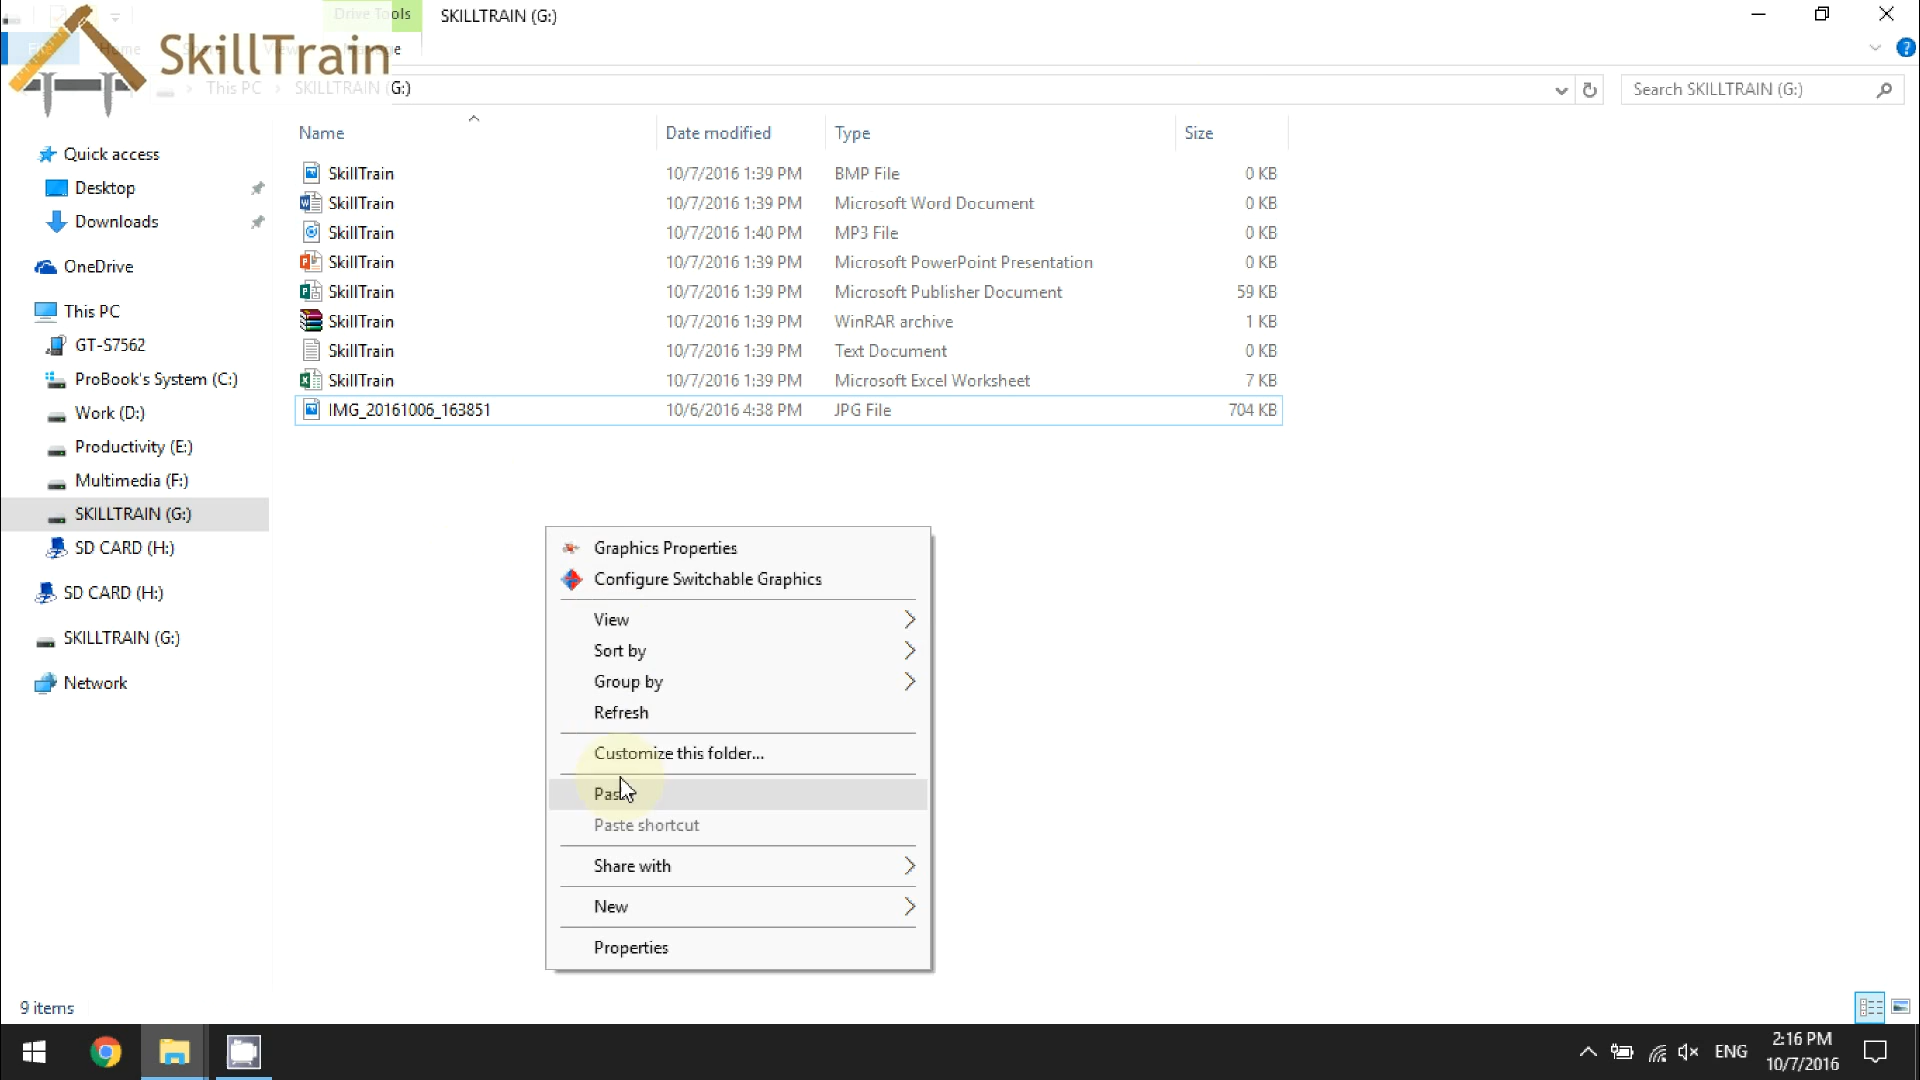 Drive Tools
SKILLTRAIN (G:)
Home
View
Manage
SkillTrain
This PC
SKILLTRAIN (G:)
Search SKILLTRAIN (G:)
Name
Date modified
Type
Size
Quick access
Desktop
Downloads
OneDrive
This PC
GT-S7562
ProBook's System (C:)
Work (D:)
Productivity (E:)
Multimedia (F:)
SKILLTRAIN (G:)
SD CARD (H:)
SD CARD (H:)
SKILLTRAIN (G:)
Network
SkillTrain 10/7/2016 1:39 PM BMP File 0 KB
SkillTrain 10/7/2016 1:39 PM Microsoft Word Document 0 KB
SkillTrain 10/7/2016 1:40 PM MP3 File 0 KB
SkillTrain 10/7/2016 1:39 PM Microsoft PowerPoint Presentation 0 KB
SkillTrain 10/7/2016 1:39 PM Microsoft Publisher Document 59 KB
SkillTrain 10/7/2016 1:39 PM WinRAR archive 1 KB
SkillTrain 10/7/2016 1:39 PM Text Document 0 KB
SkillTrain 10/7/2016 1:39 PM Microsoft Excel Worksheet 7 KB
IMG_20161006_163851 10/6/2016 4:38 PM JPG File 704 KB
Graphics Properties
Configure Switchable Graphics
View
Sort by
Group by
Refresh
Customize this folder...
Paste
Paste shortcut
Share with
New
Properties
9 items
ENG
2:16 PM
10/7/2016